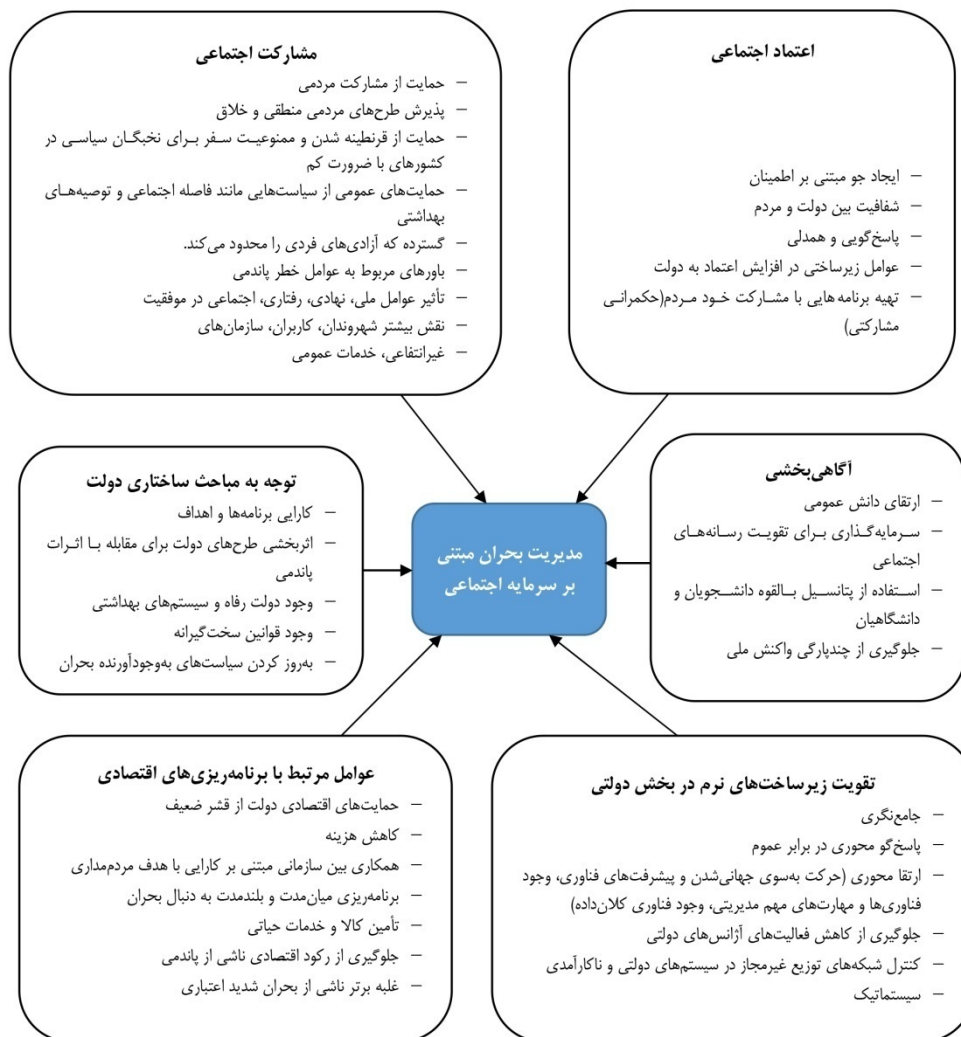 اعتماد اجتماعی
– ایجاد جو مبتنی بر اطمینان
– شفافیت بین دولت و مردم
– پاسخ‌گویی و همدلی
– عوامل زیرساختی در افزایش اعتماد به دولت
– تهیه برنامه‌هایی با مشارکت خود مردم(حکمرانی
مشارکتی)
مشارکت اجتماعی
– حمایت از مشارکت مردمی
– پذیرش طرح‌های مردمی منطقی و خلاق
– حمایت از قرنطینه شدن و ممنوعیت سفر برای نخبگان سیاسی در
کشورهای با ضرورت کم
– حمایت‌های عمومی از سیاست‌هایی مانند فاصله اجتماعی و توصیه‌های
بهداشتی
– گسترده که آزادی‌های فردی را محدود می‌کند.
– باورهای مربوط به عوامل خطر پاندمی
– تأثیر عوامل ملی، نهادی، رفتاری، اجتماعی در موفقیت
– نقش بیشتر شهروندان، کاربران، سازمان‌های
– غیرانتفاعی، خدمات عمومی
آگاهی‌بخشی
– ارتقای دانش عمومی
– سرمایه‌گذاری برای تقویت رسانه‌های
اجتماعی
– استفاده از پتانسیل بالقوه دانشجویان و
دانشگاهیان
– جلوگیری از چندپارگی واکنش ملی
مدیریت بحران مبتنی
بر سرمایه اجتماعی
توجه به مباحث ساختاری دولت
– کارایی برنامه‌ها و اهداف
– اثربخشی طرح‌های دولت برای مقابله با اثرات
پاندمی
– وجود دولت رفاه و سیستم‌های بهداشتی
– وجود قوانین سخت‌گیرانه
– به‌روز کردن سیاست‌های به‌وجودآورنده بحران
تقویت زیرساخت‌های نرم در بخش دولتی
– جامع‌نگری
– پاسخ‌گو محوری در برابر عموم
– ارتقا محوری (حرکت به‌سوی جهانی‌شدن و پیشرفت‌های فناوری، وجود
فناوری‌ها و مهارت‌های مهم مدیریتی، وجود فناوری کلان‌داده)
– جلوگیری از کاهش فعالیت‌های آژانس‌های دولتی
– کنترل شبکه‌های توزیع غیرمجاز در سیستم‌های دولتی و ناکارآمدی
– سیستماتیک
عوامل مرتبط با برنامه‌ریزی‌های اقتصادی
– حمایت‌های اقتصادی دولت از قشر ضعیف
– کاهش هزینه
– همکاری بین سازمانی مبتنی بر کارایی با هدف مردم‌مداری
– برنامه‌ریزی میان‌مدت و بلندمدت به دنبال بحران
– تأمین کالا و خدمات حیاتی
– جلوگیری از رکود اقتصادی ناشی از پاندمی
– غلبه برتر ناشی از بحران شدید اعتباری